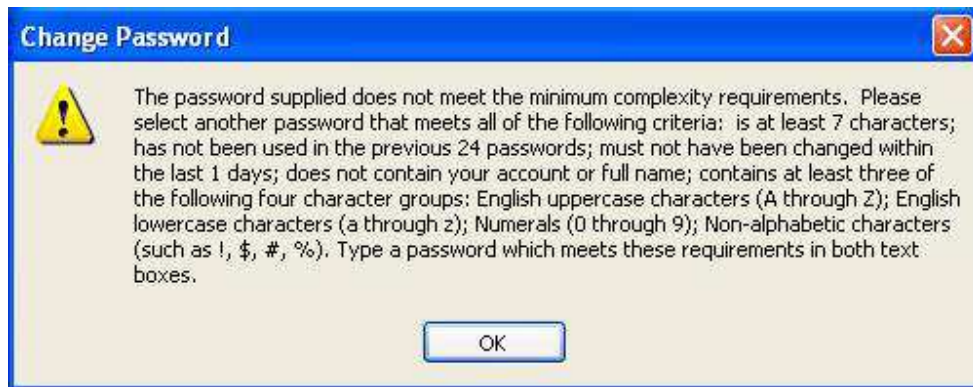 Change Password
The password supplied does not meet the minimum complexity requirements.  Please
select another password that meets all of the following criteria:  is at least 7 characters;
has not been used in the previous 24 passwords; must not have been changed within
the last 1 days; does not contain your account or full name; contains at least three of
the following four character groups: English uppercase characters (A through Z); English
lowercase characters (a through z); Numerals (0 through 9); Non-alphabetic characters
(such as !, $, #, %). Type a password which meets these requirements in both text
boxes.
OK